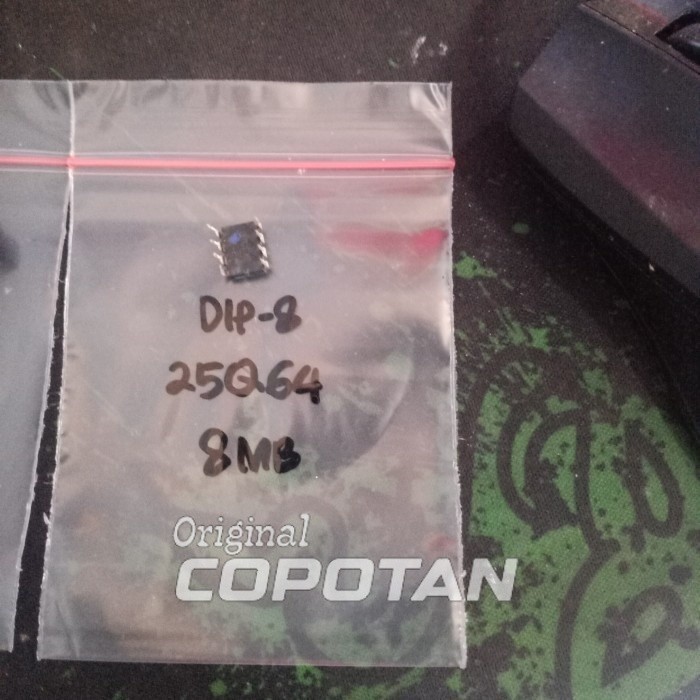 DIP-8
25Q64
8MB
Original
COPOTAN